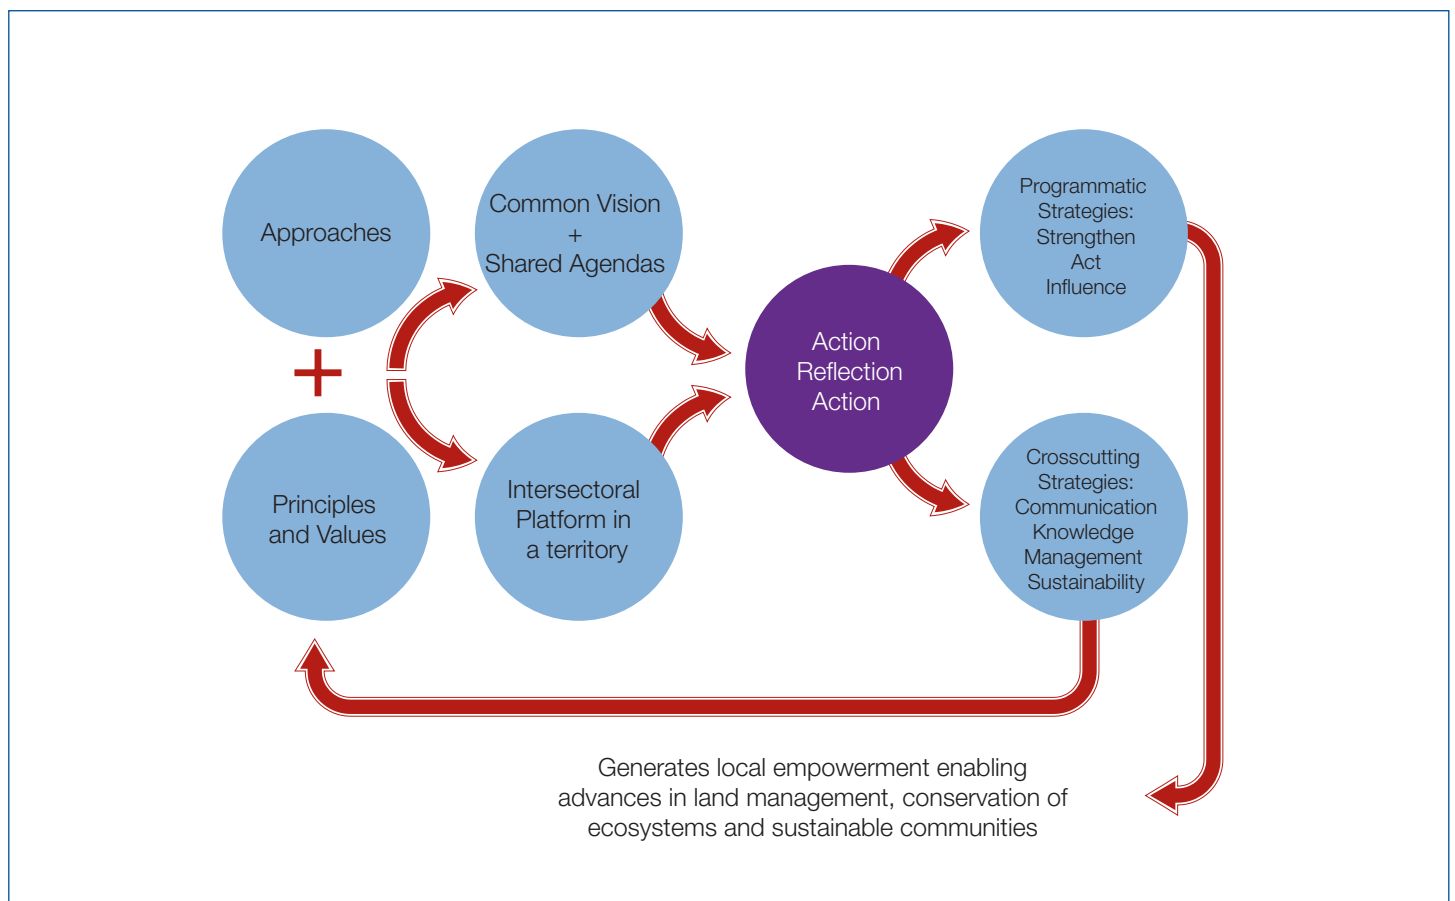 Approaches
+
Principles
and Values
Common Vision
+
Shared Agendas
Intersectoral
Platform in
a territory
Action
Reflection
Action
Programmatic
Strategies:
Strengthen
Act
Influence
Crosscutting
Strategies:
Communication
Knowledge
Management
Sustainability
Generates local empowerment enabling
advances in land management, conservation of
ecosystems and sustainable communities